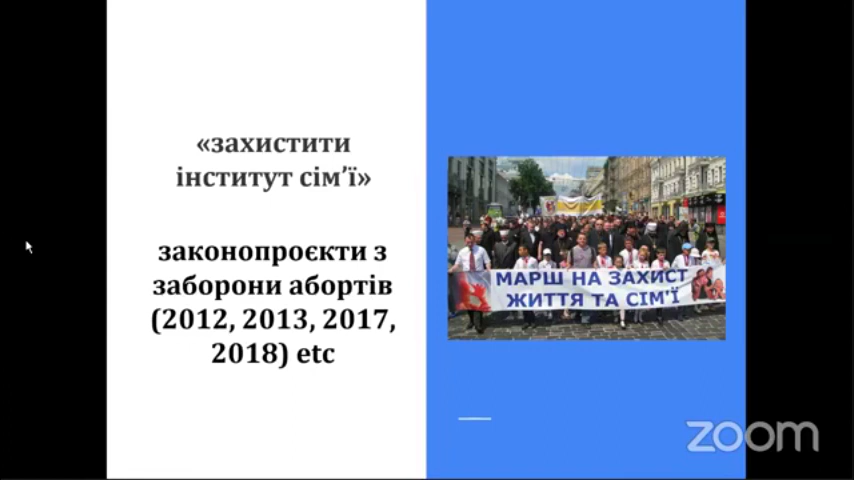 «захистити
інститут сім’ї»
законопроєкти з
заборони абортів
(2012, 2013, 2017,
2018) etc
МАРШ НА ЗАХИСТ
ЖИТТЯ ТА СІМ'Ї
zoom